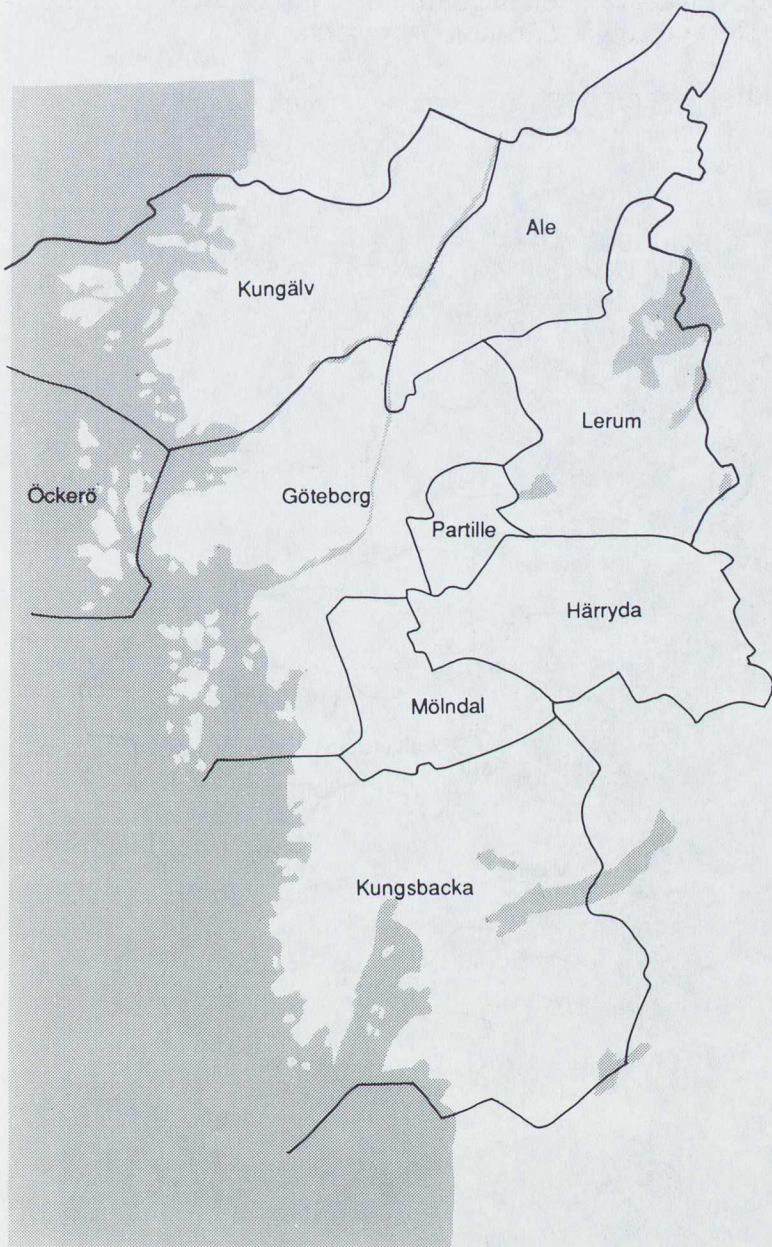 Ale
Kungälv
Lerum
Öckerö
Göteborg
Partille
Härryda
Mölndal
Kungsbacka